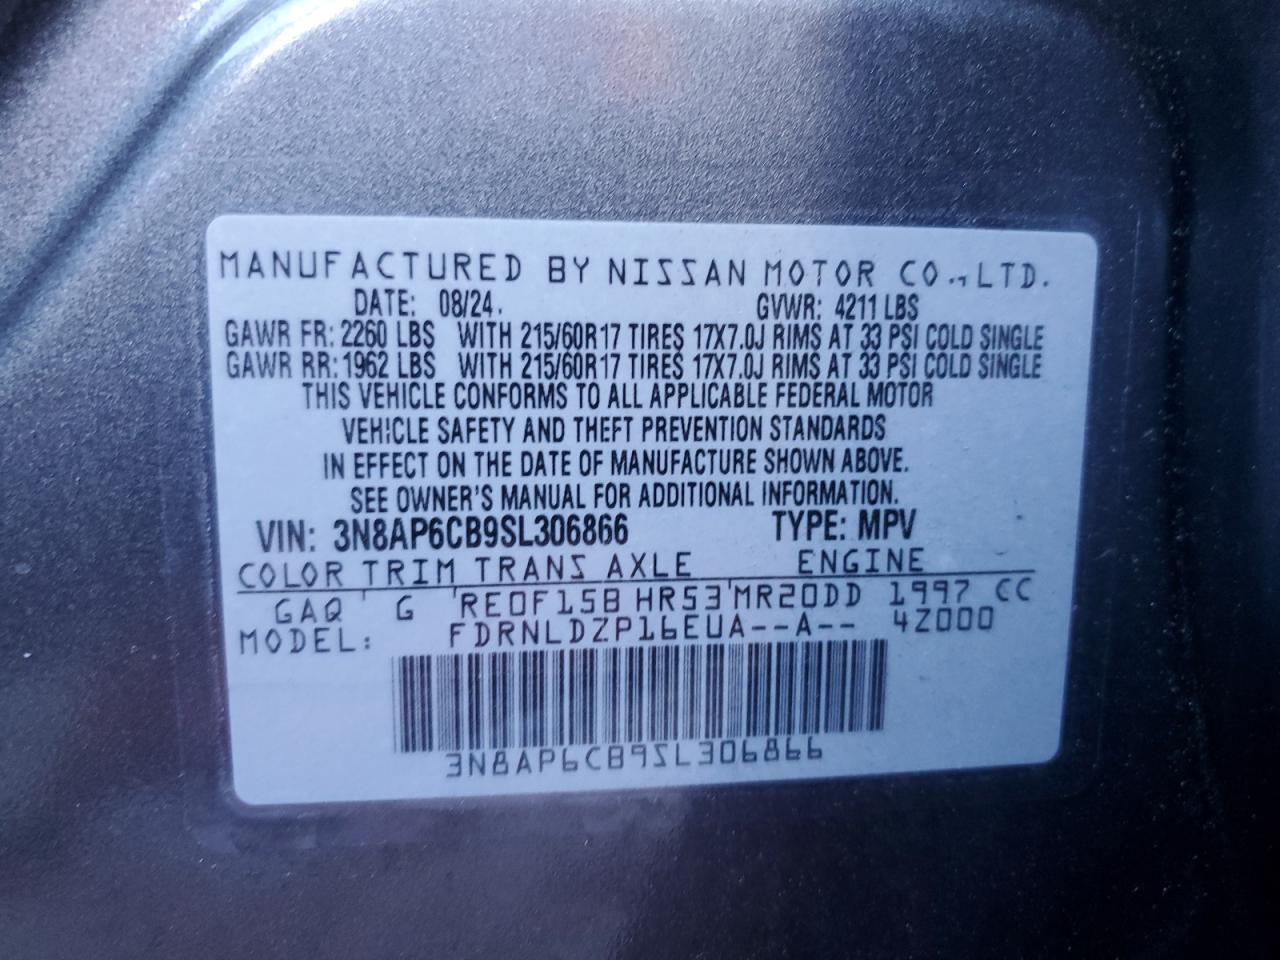 MANUFACTURED BY NISSAN MOTOR CO.,LTD.
DATE: 08/24. GVWR: 4211 LBS
GAWR FR: 2260 LBS WITH 215/60R17 TIRES 17X7.0J RIMS AT 33 PSI COLD SINGLE
GAWR RR: 1962 LBS WITH 215/60R17 TIRES 17X7.0J RIMS AT 33 PSI COLD SINGLE
THIS VEHICLE CONFORMS TO ALL APPLICABLE FEDERAL MOTOR
VEHICLE SAFETY AND THEFT PREVENTION STANDARDS
IN EFFECT ON THE DATE OF MANUFACTURE SHOWN ABOVE.
SEE OWNER'S MANUAL FOR ADDITIONAL INFORMATION.
VIN: 3N8AP6CB9SL306866 TYPE: MPV
COLOR TRIM TRANS AXLE ENGINE
GAQ ' G 'RE0F15B HR53'MR20DD 1997 CC
MODEL: FDRNLDZP16EUA--A-- 4Z000
3N8AP6CB9SL306866